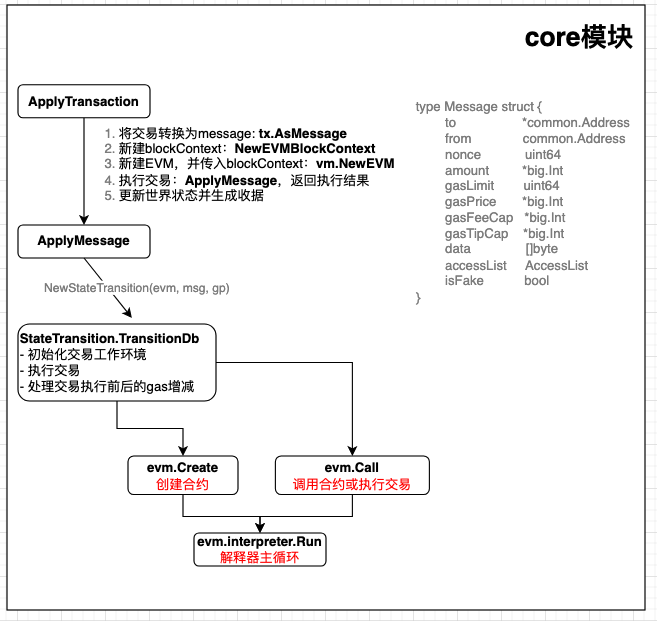 core模块
ApplyTransaction
1. 将交易转换为message: tx.AsMessage
2. 新建blockContext：NEWEVMBlockContext
3. 新建EVM，并传入blockContext：vm.NewEVM
4. 执行交易：ApplyMessage，返回执行结果
5. 更新世界状态并生成收据
type Message struct {
to *common.Address
from common.Address
nonce uint64
amount *big.Int
gasLimit uint64
gasPrice *big.Int
gasFeeCap *big.Int
gasTipCap *big.Int
data []byte
accessList AccessList
isFake bool
}
ApplyMessage
NewStateTransition(evm, msg, gp)
StateTransition.TransitionDb
- 初始化交易工作环境
- 执行交易
- 处理交易执行前后的gas增减
evm.Create
创建合约
evm.Call
调用合约或执行交易
evm.interpreter.Run
解释器主循环